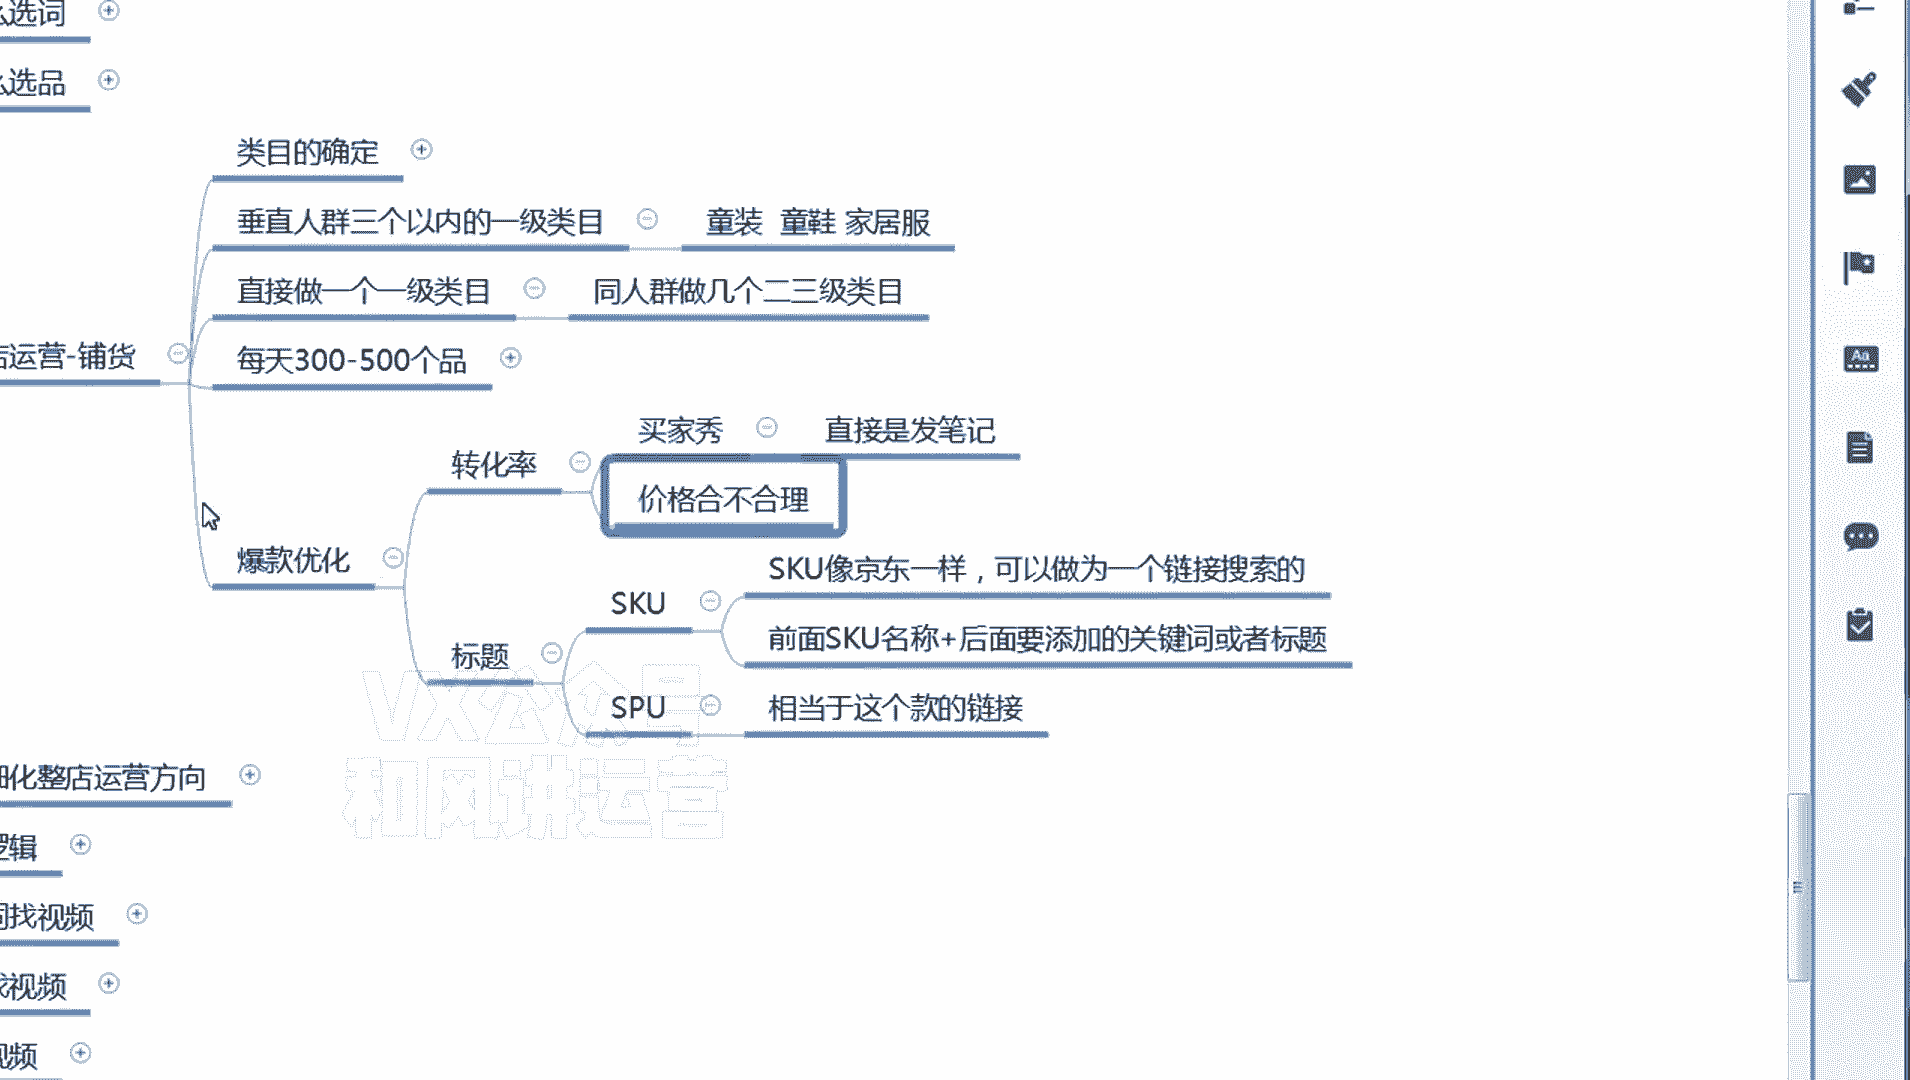 选词
选品
类目的确定
垂直人群三个以内的一级类目
童装 童鞋 家居服
直接做一个一级类目
同人群做几个二三级类目
店运营-铺货
每天300-500个品
买家秀
直接是发笔记
转化率
价格合不合理
爆款优化
SKU像京东一样，可以做为一个链接搜索的
SKU
前面SKU名称+后面要添加的关键词或者标题
标题
SPU
相当于这个款的链接
VX公众号
和风讲运营
细化整店运营方向
逻辑
找视频
视频
视频
Aa